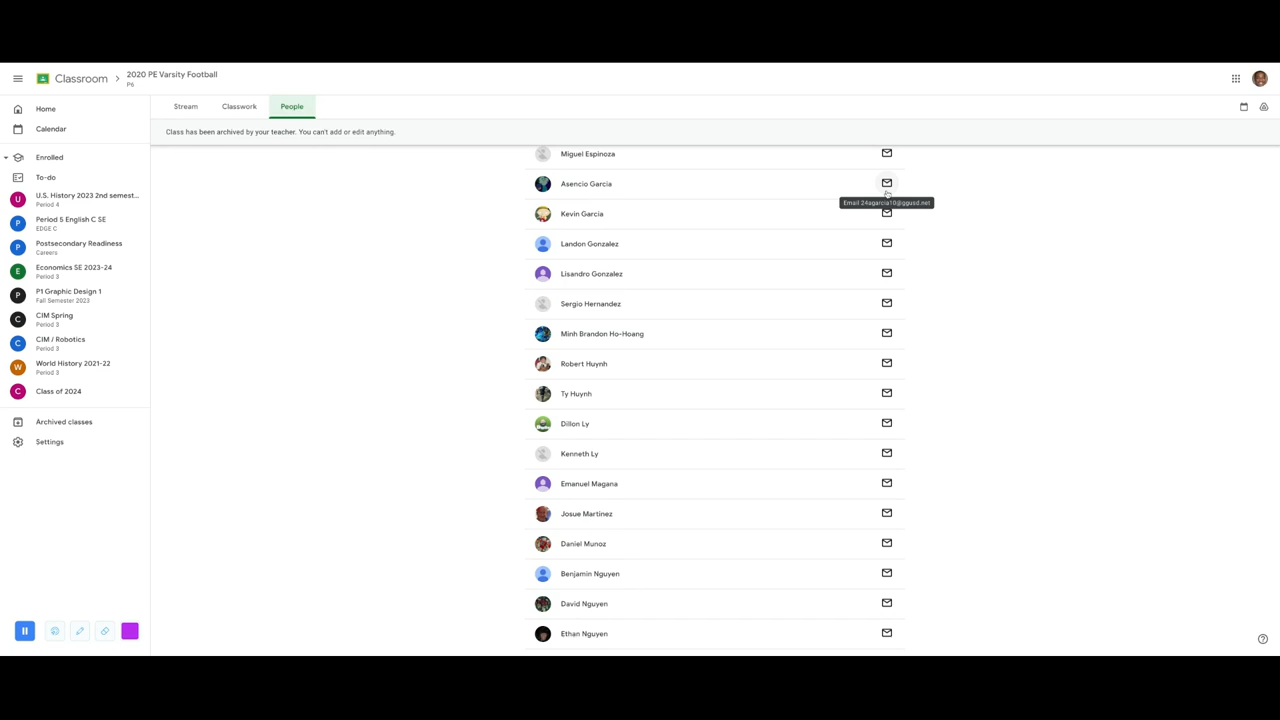 Classroom
2020 PE Varsity Football
P6
Home
Calendar
Enrolled
To-do
U
U.S. History 2023 2nd semest...
Period 4
P
Period 5 English C SE
EDGE C
P
Postsecondary Readiness
Careers
E
Economics SE 2023-24
Period 3
P
P1 Graphic Design 1
Fall Semester 2023
C
CIM Spring
Period 3
C
CIM / Robotics
Period 3
W
World History 2021-22
Period 3
C
Class of 2024
Archived classes
Settings
Stream Classwork People
Class has been archived by your teacher. You can't add or edit anything.
Miguel Espinoza
Asencio Garcia
Email 24agarcia10@ggusd.net
Kevin Garcia
Landon Gonzalez
Lisandro Gonzalez
Sergio Hernandez
Minh Brandon Ho-Hoang
Robert Huynh
Ty Huynh
Dillon Ly
Kenneth Ly
Emanuel Magana
Josue Martinez
Daniel Munoz
Benjamin Nguyen
David Nguyen
Ethan Nguyen